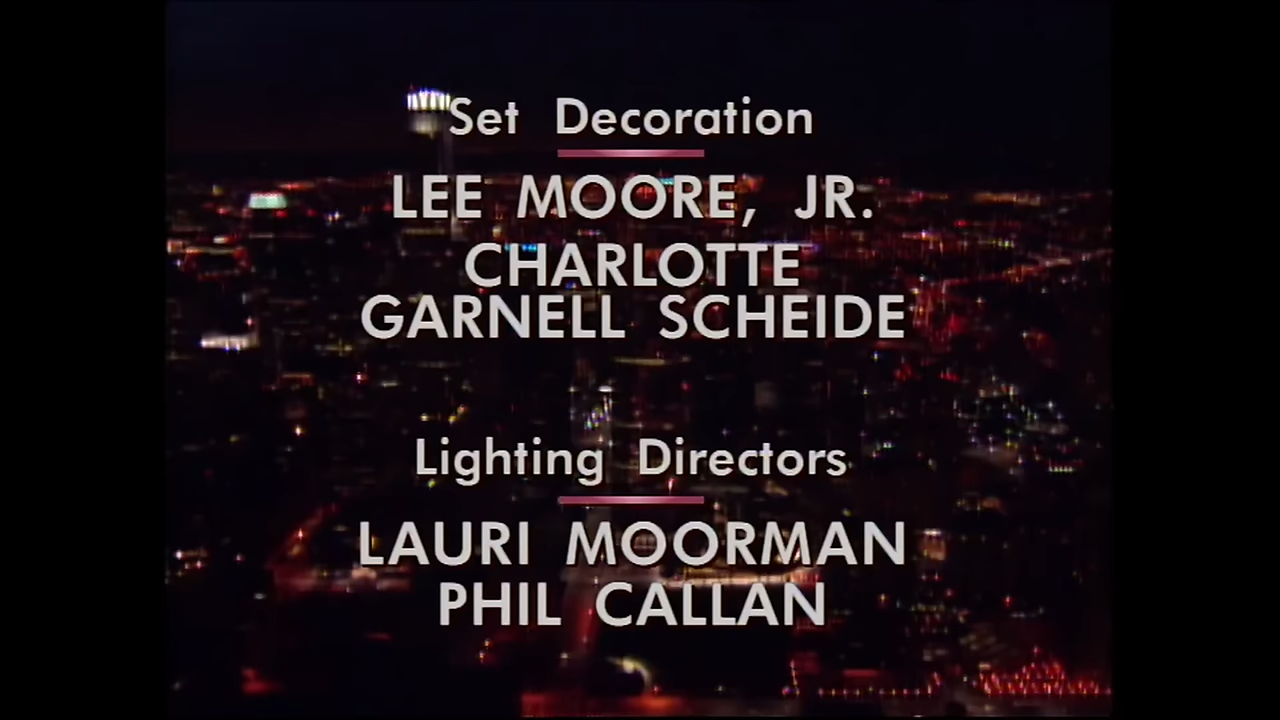 Set Decoration
LEE MOORE, JR.
CHARLOTTE
GARNELL SCHEIDE
Lighting Directors
LAURI MOORMAN
PHIL CALLAN